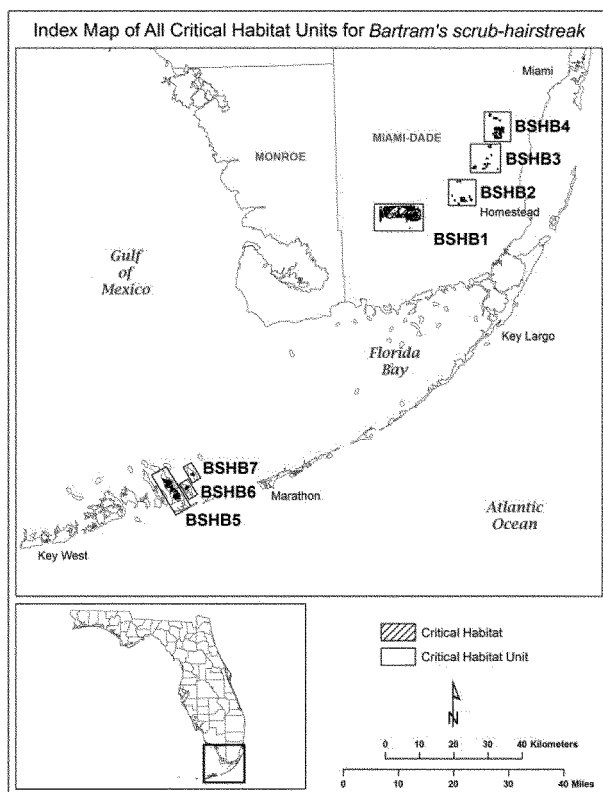 Index Map of All Critical Habitat Units for Bartram's scrub-hairstreak
Miami
BSHB4
MIAMI-DADE
MONROE
BSHB3
BSHB2
Homestead
BSHB1
Gulf
of
Mexico
Key Largo
Florida
Bay
BSHB7
BSHB6
Marathon
BSHB5
Atlantic
Ocean
Key West
Critical Habitat
Critical Habitat Unit
N
0 10 20 30 40 Kilometers
0 20 40 Miles